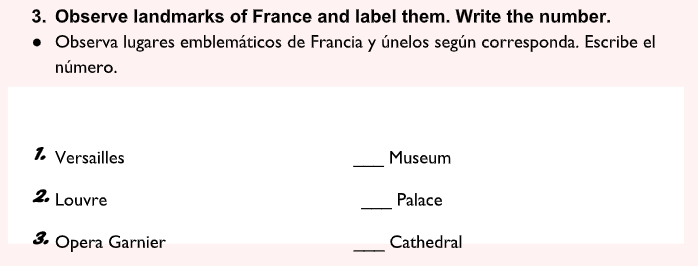 3. Observe landmarks of France and label them. Write the number.
● Observa lugares emblemáticos de Francia y únelos según corresponda. Escribe el
número.
1. Versailles ___ Museum
2. Louvre ___ Palace
3. Opera Garnier ___ Cathedral